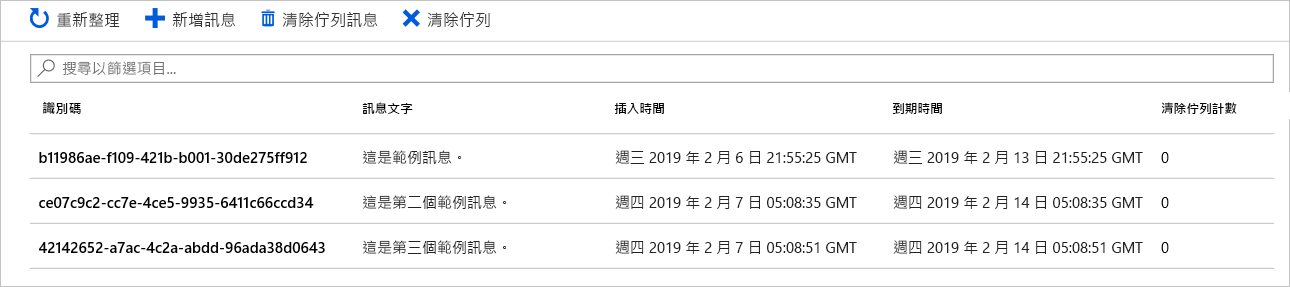 重新整理 新增訊息 清除佇列訊息 清除佇列
搜尋以篩選項目...
識別碼 訊息文字 插入時間 到期時間 清除佇列計數
b11986ae-f109-421b-b001-30de275ff912 這是範例訊息。 週三 2019 年 2 月 6 日 21:55:25 GMT 週三 2019 年 2 月 13 日 21:55:25 GMT 0
ce07c9c2-cc7e-4ce5-9935-6411c66ccd34 這是第二個範例訊息。 週四 2019 年 2 月 7 日 05:08:35 GMT 週四 2019 年 2 月 14 日 05:08:35 GMT 0
42142652-a7ac-4c2a-abdd-96ada38d0643 這是第三個範例訊息。 週四 2019 年 2 月 7 日 05:08:51 GMT 週四 2019 年 2 月 14 日 05:08:51 GMT 0